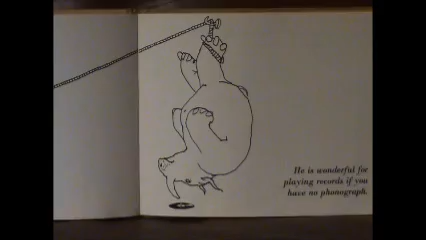 He is wonderful for
playing records if you
have no phonograph.